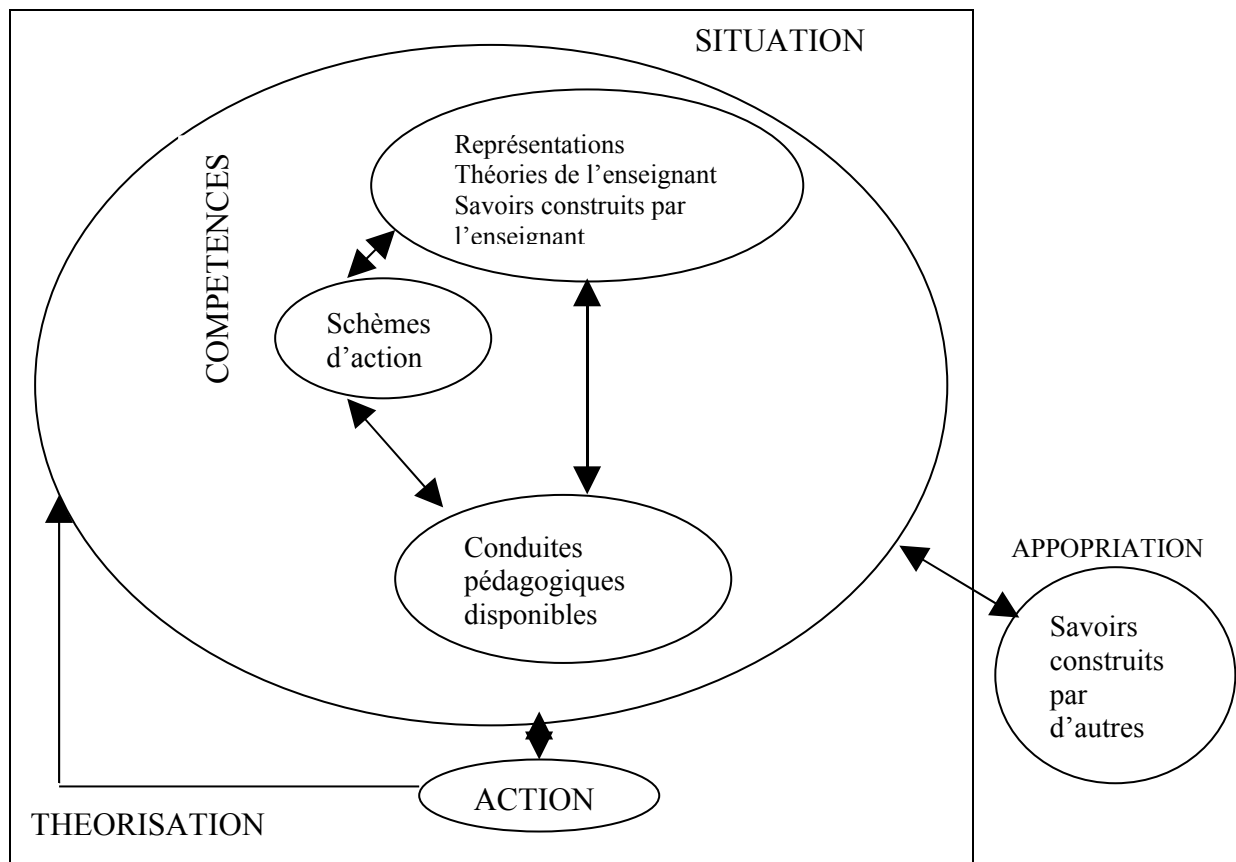 SITUATION
COMPETENCES
Représentations
Théories de l’enseignant
Savoirs construits par
l’enseignant
Schèmes
d’action
Conduites
pédagogiques
disponibles
APPOPRIATION
Savoirs
construits
par
d’autres
ACTION
THEORISATION